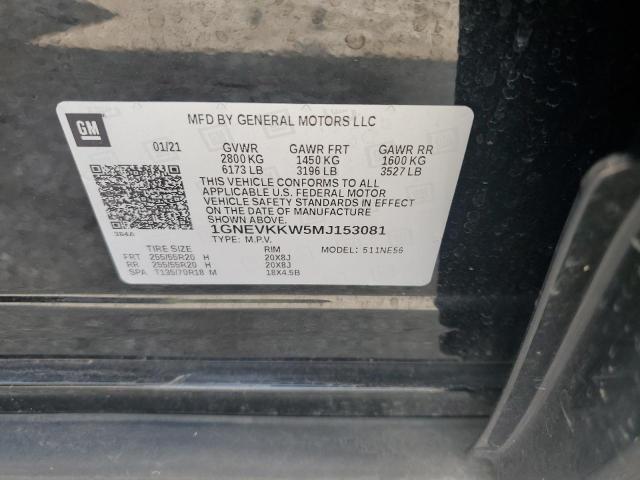 GM
MFD BY GENERAL MOTORS LLC
01/21 GVWR GAWR FRT GAWR RR
2800 KG 1450 KG 1600 KG
6173 LB 3196 LB 3527 LB
THIS VEHICLE CONFORMS TO ALL
APPLICABLE U.S. FEDERAL MOTOR
VEHICLE SAFETY STANDARDS IN EFFECT
ON THE DATE OF MANUFACTURE
SHOWN ABOVE.
1GNEVKKW5MJ153081
TYPE: M.P.V. MODEL: 511NE56
TIRE SIZE RIM
FRT 255/55R20 H 20X8J
RR 255/55R20 H 20X8J
SPA T135/70R18 M 18X4.5B